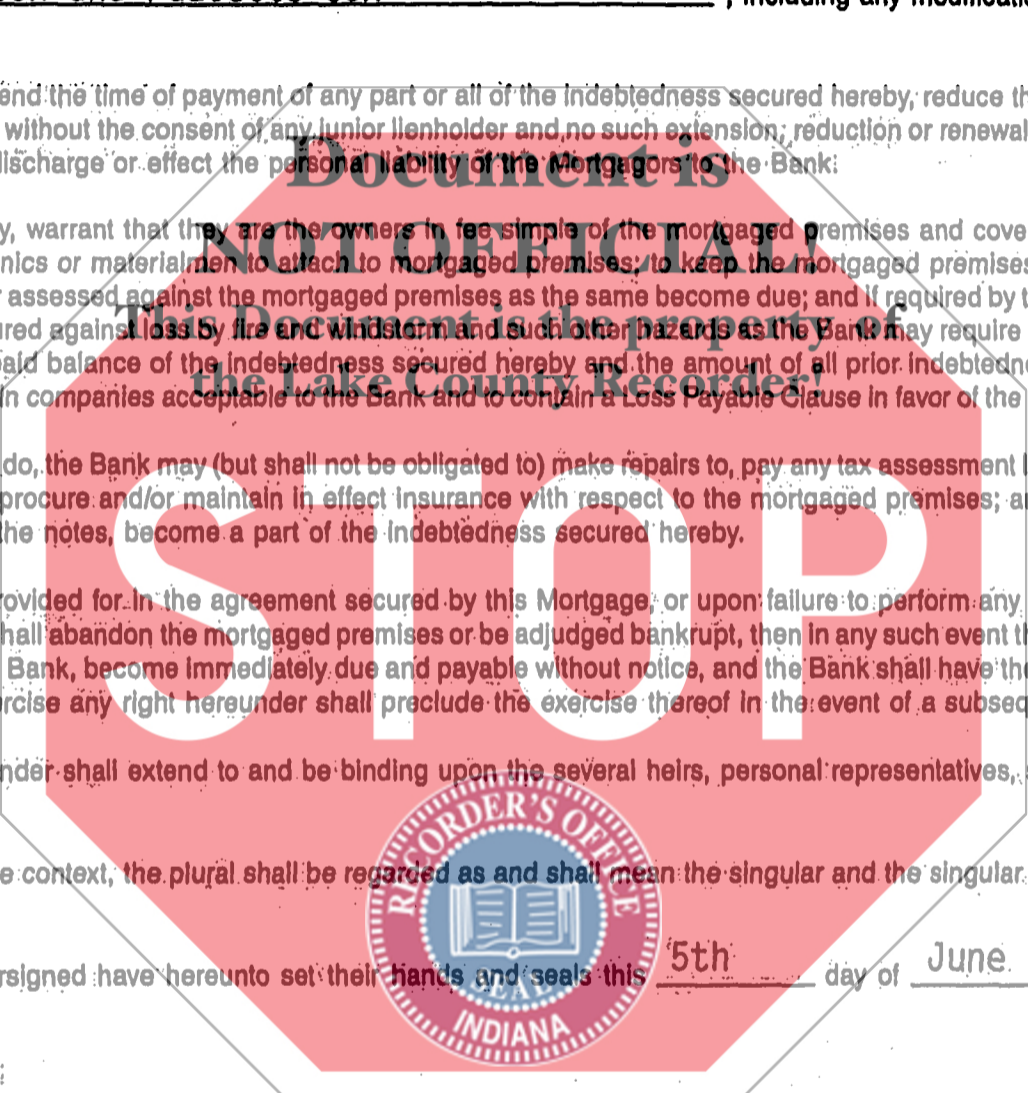 , including any modificatio
end the time of payment of any part or all of the indebtedness secured hereby, reduce th
without the consent of any junior lienholder and no such extension, reduction or renewal
discharge or effect the personal liability of the Mortgagors to the Bank.
Document is
y, warrant that they are the owners in fee simple of the mortgaged premises and cove
NOT OFFICIAL!
nics or materialmen to attach to mortgaged premises; to keep the mortgaged premises
assessed against the mortgaged premises as the same become due; and if required by t
This Document is the property of
ured against loss by fire and windstorm and such other hazards as the Bank may require
aid balance of the indebtedness secured hereby and the amount of all prior indebtedne
the Lake County Recorder!
in companies acceptable to the Bank and to contain a Loss Payable Clause in favor of the
do, the Bank may (but shall not be obligated to) make repairs to, pay any tax assessment
procure and/or maintain in effect insurance with respect to the mortgaged premises; a
he notes, become a part of the indebtedness secured hereby.
STOP
ovided for in the agreement secured by this Mortgage, or upon failure to perform any
hall abandon the mortgaged premises or be adjudged bankrupt, then in any such event t
Bank, become immediately due and payable without notice, and the Bank shall have the
rcise any right hereunder shall preclude the exercise thereof in the event of a subseq
nder shall extend to and be binding upon the several heirs, personal representatives,
RECORDER'S OFFICE
e context, the plural shall be regarded as and shall mean the singular and the singular
rsigned have hereunto set their hands and seals this 5th day of June
SEAL
INDIANA